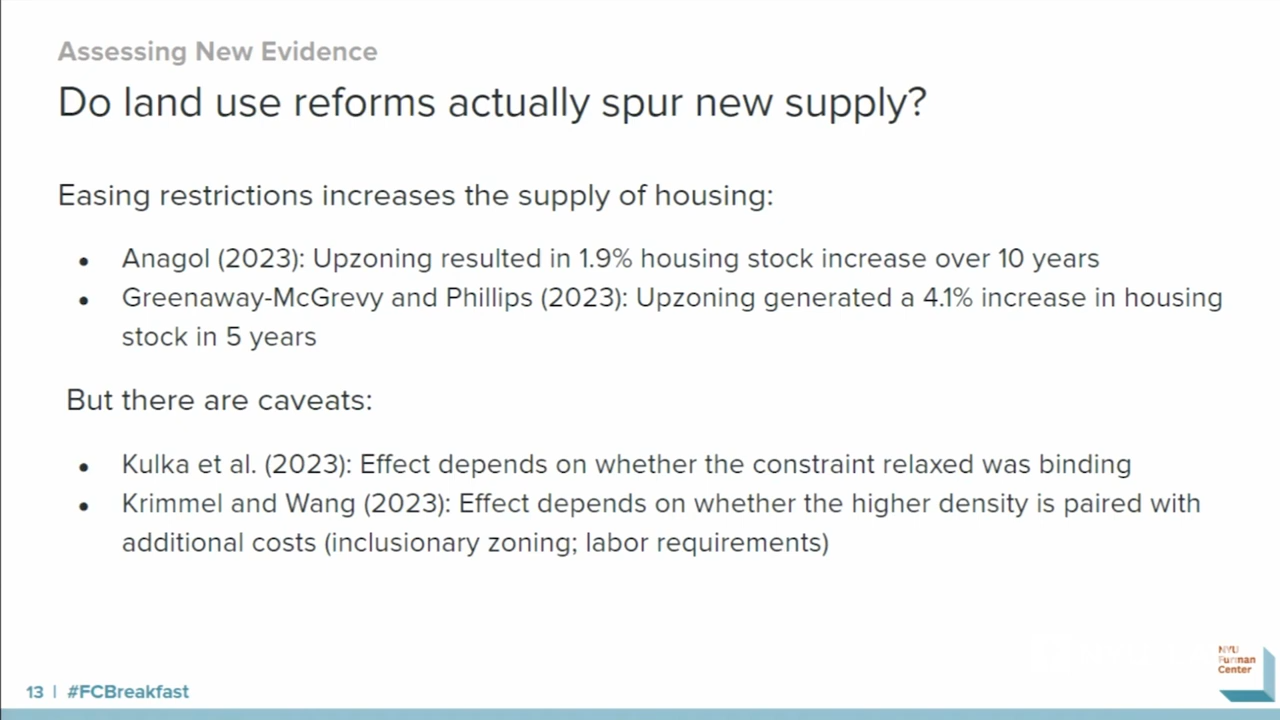 Assessing New Evidence
Do land use reforms actually spur new supply?
Easing restrictions increases the supply of housing:
• Anagol (2023): Upzoning resulted in 1.9% housing stock increase over 10 years
• Greenaway-McGrevy and Phillips (2023): Upzoning generated a 4.1% increase in housing
stock in 5 years
But there are caveats:
• Kulka et al. (2023): Effect depends on whether the constraint relaxed was binding
• Krimmel and Wang (2023): Effect depends on whether the higher density is paired with
additional costs (inclusionary zoning; labor requirements)
NYU
Furman
Center
13 | #FCBreakfast